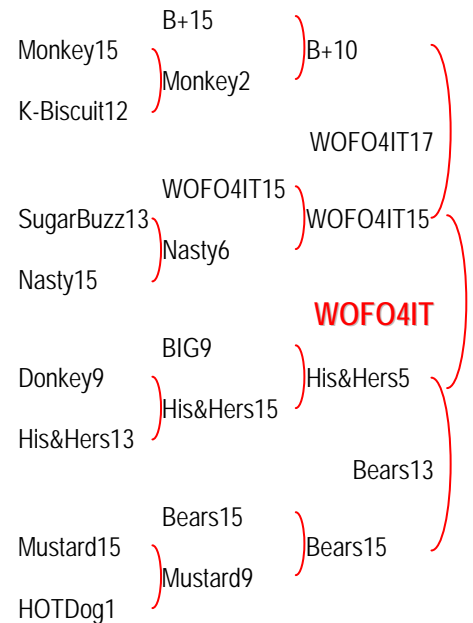 B+15
Monkey15
B+10
Monkey2
K-Biscuit12
WOFO4IT17
WOFO4IT15
SugarBuzz13
WOFO4IT15
Nasty6
Nasty15
WOFO4IT
BIG9
Donkey9
His&Hers5
His&Hers15
His&Hers13
Bears13
Bears15
Mustard15
Bears15
Mustard9
HOTDog1